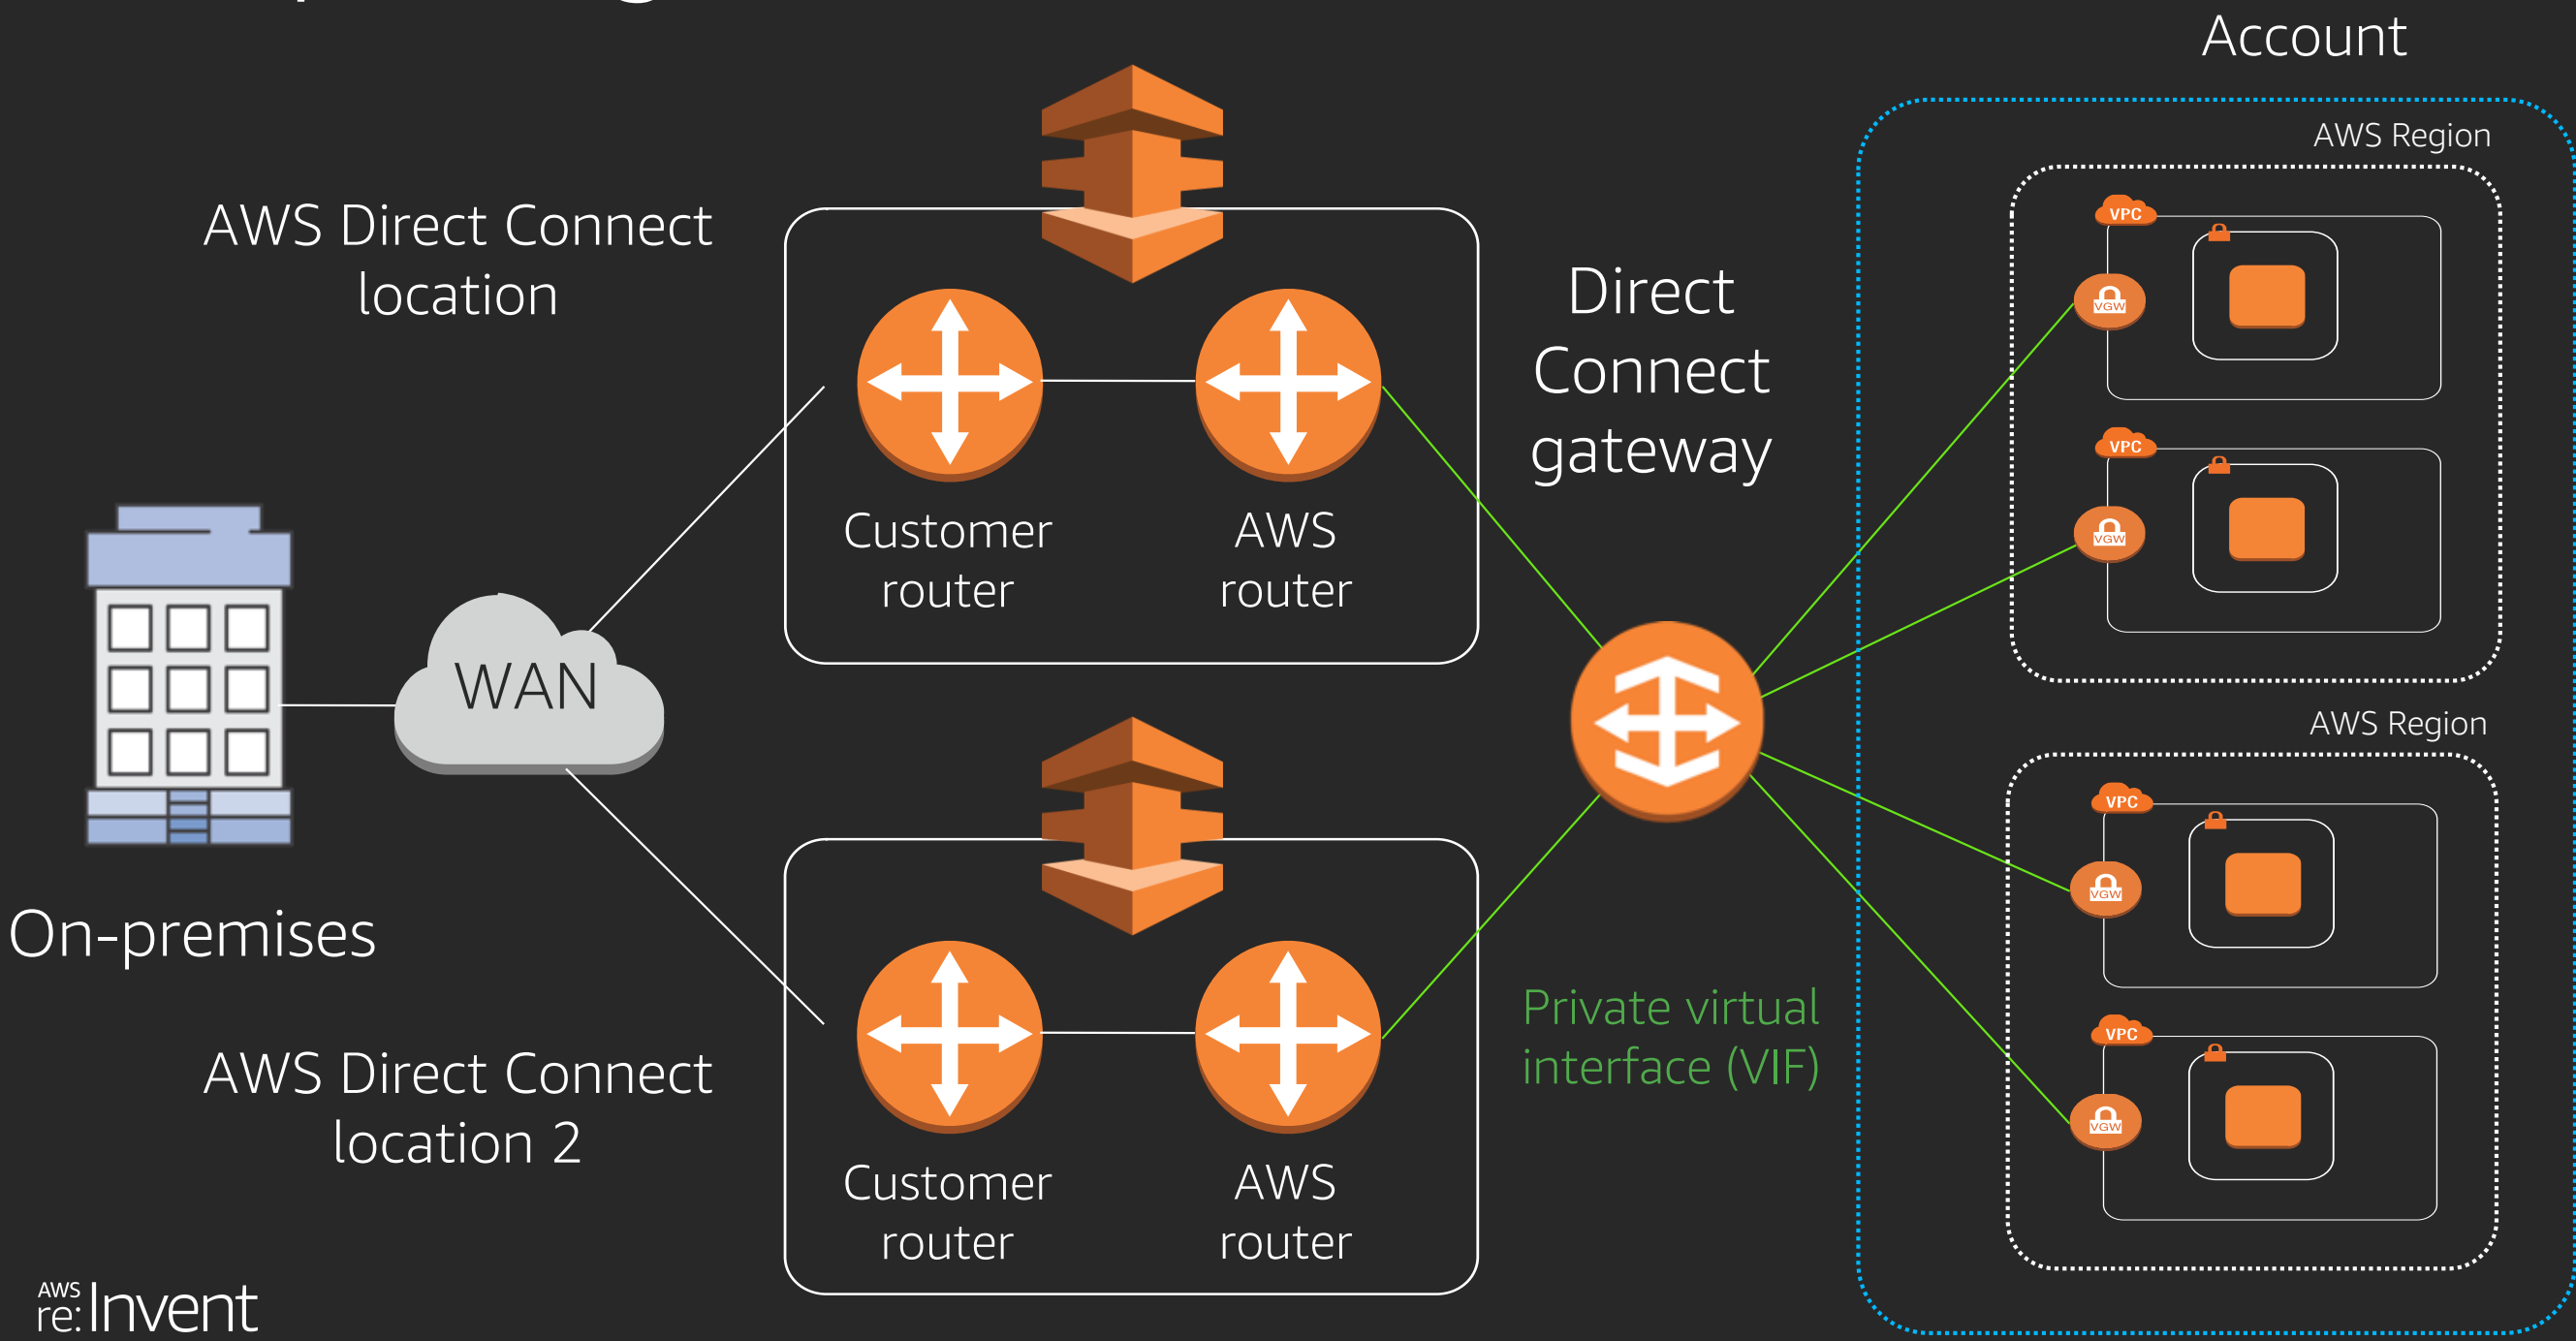 Account
AWS Region
AWS Direct Connect
location
VPC
VGW
Direct
Connect
gateway
VPC
VGW
Customer
router
AWS
router
WAN
AWS Region
VPC
VGW
On-premises
Private virtual
interface (VIF)
VPC
VGW
AWS Direct Connect
location 2
Customer
router
AWS
router
AWS
re:Invent